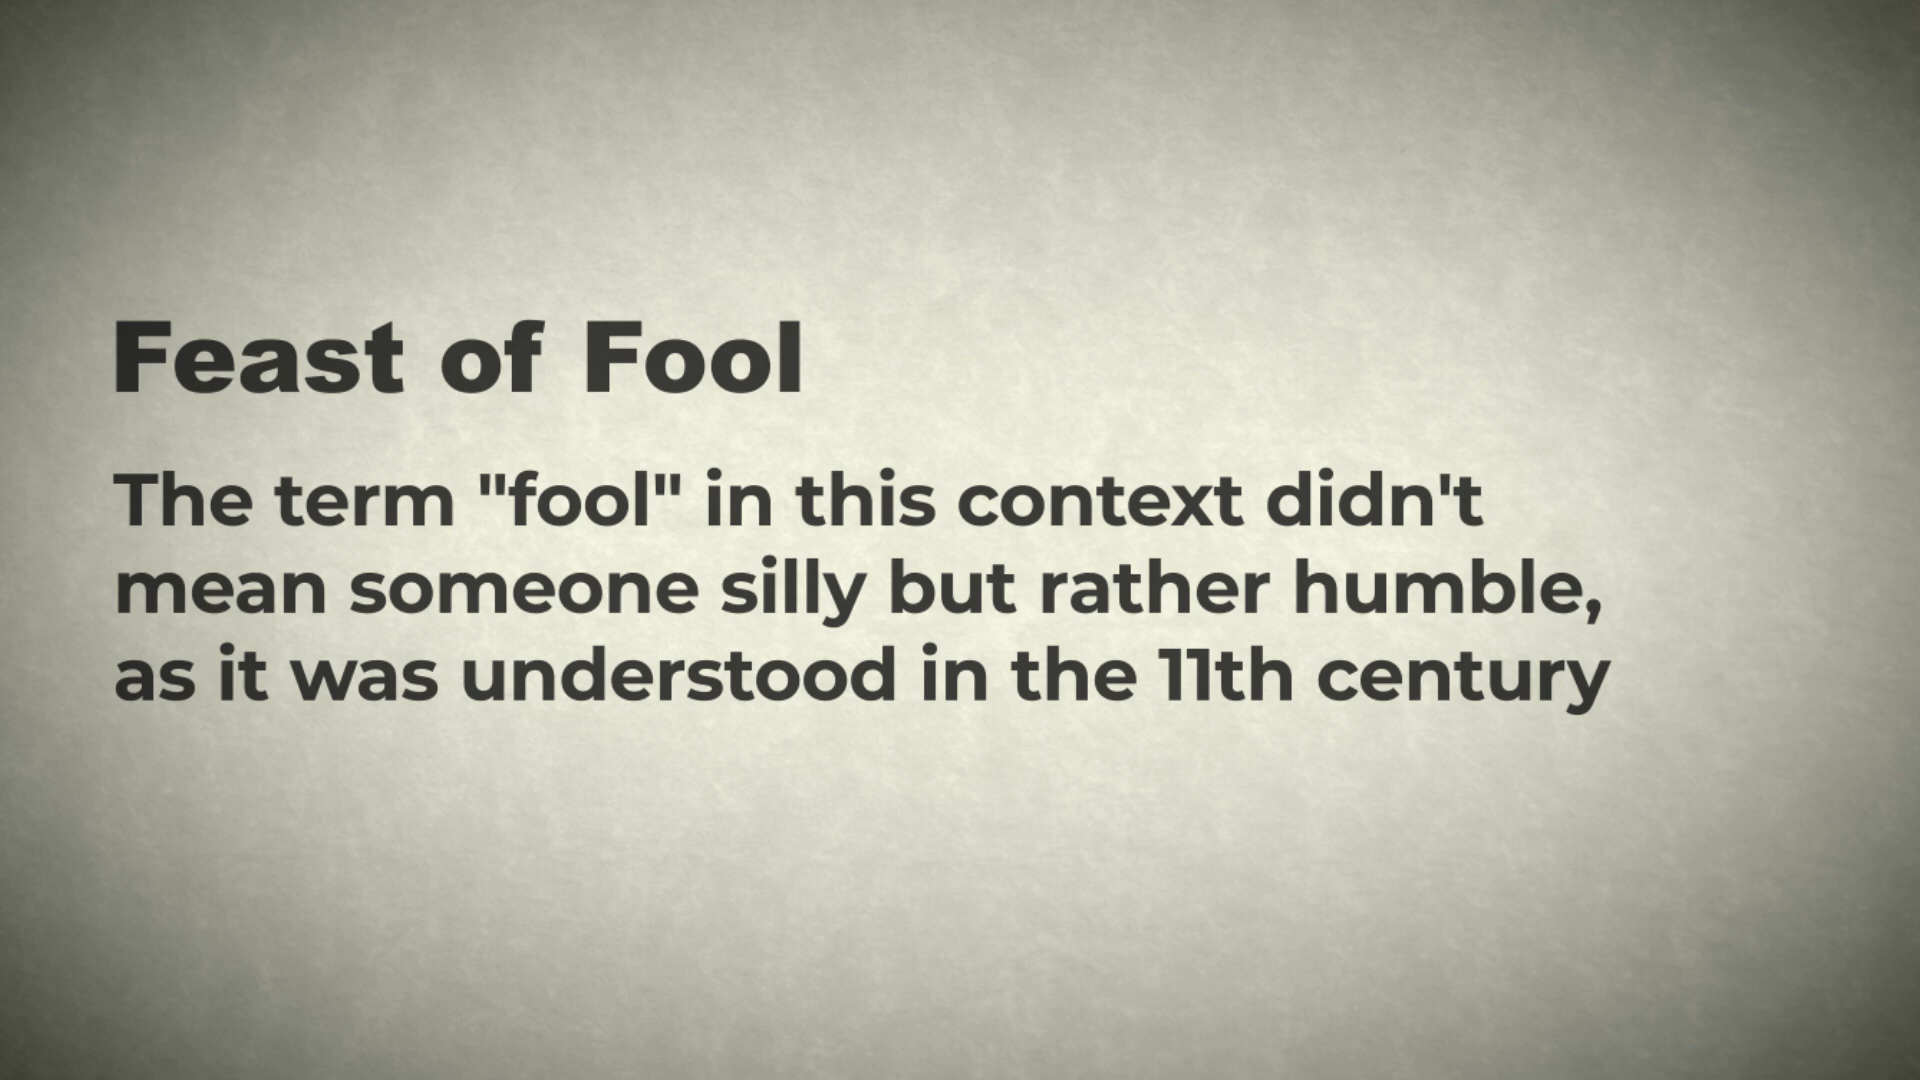 Feast of Fool
The term "fool" in this context didn't
mean someone silly but rather humble,
as it was understood in the 11th century